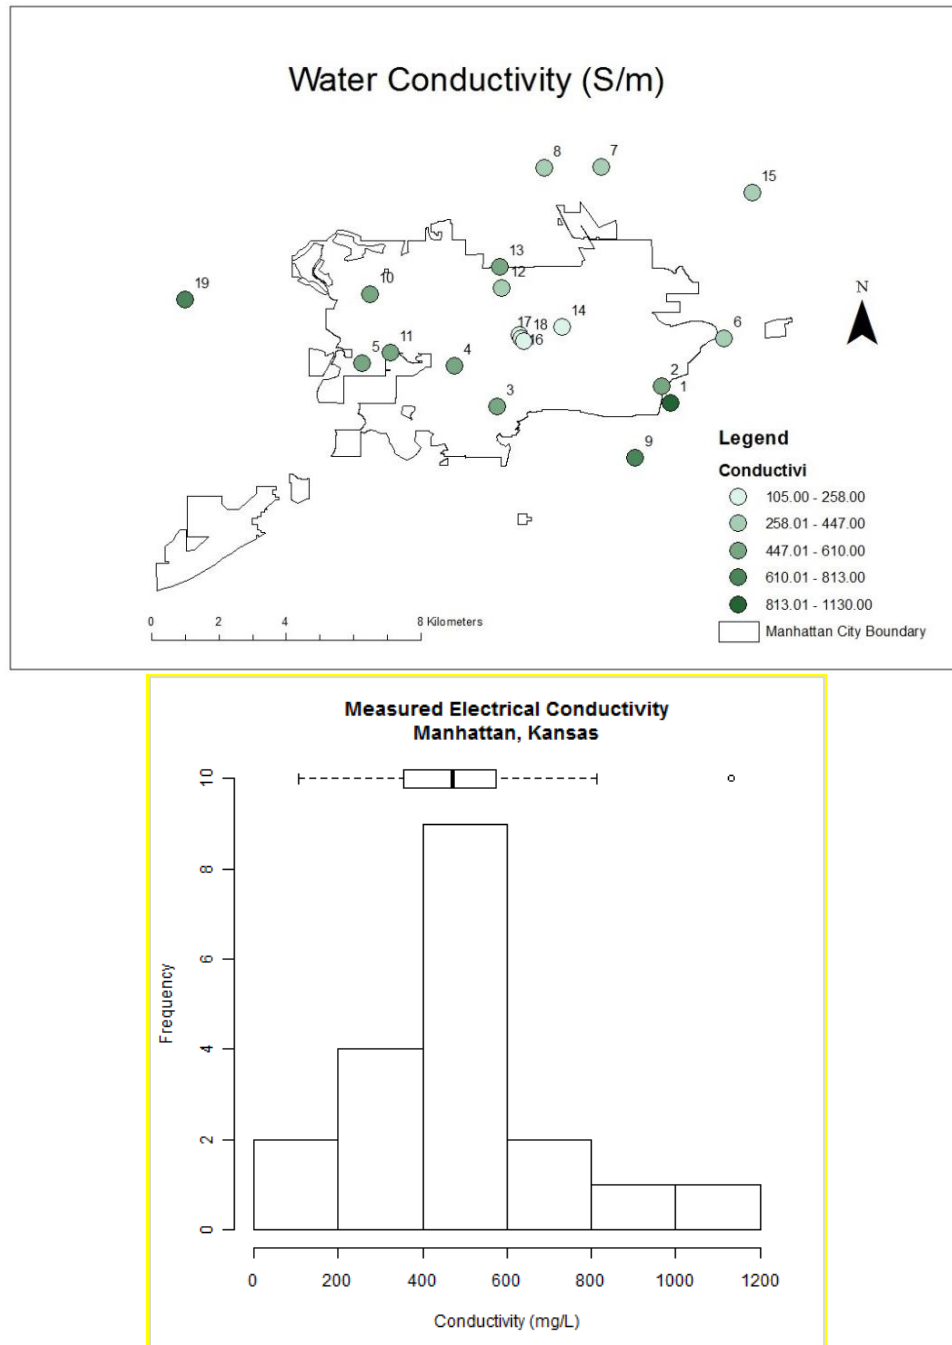 Water Conductivity (S/m)
8
7
15
13
12
19
10
N
14
17
18
16
6
11
5
4
2
1
3
9
Legend
Conductivi
105.00 - 258.00
258.01 - 447.00
447.01 - 610.00
610.01 - 813.00
813.01 - 1130.00
Manhattan City Boundary
0 2 4 8 Kilometers
Measured Electrical Conductivity
Manhattan, Kansas
10
8
6
4
2
0
Frequency
0 200 400 600 800 1000 1200
Conductivity (mg/L)